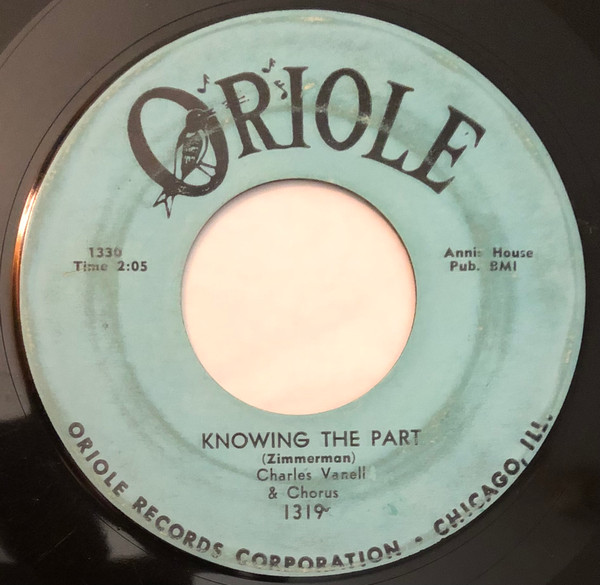 ORIOLE
1330
Time 2:05
Annie House
Pub. BMI
KNOWING THE PART
(Zimmerman)
Charles Vanell
& Chorus
1319
ORIOLE RECORDS CORPORATION • CHICAGO, ILL.